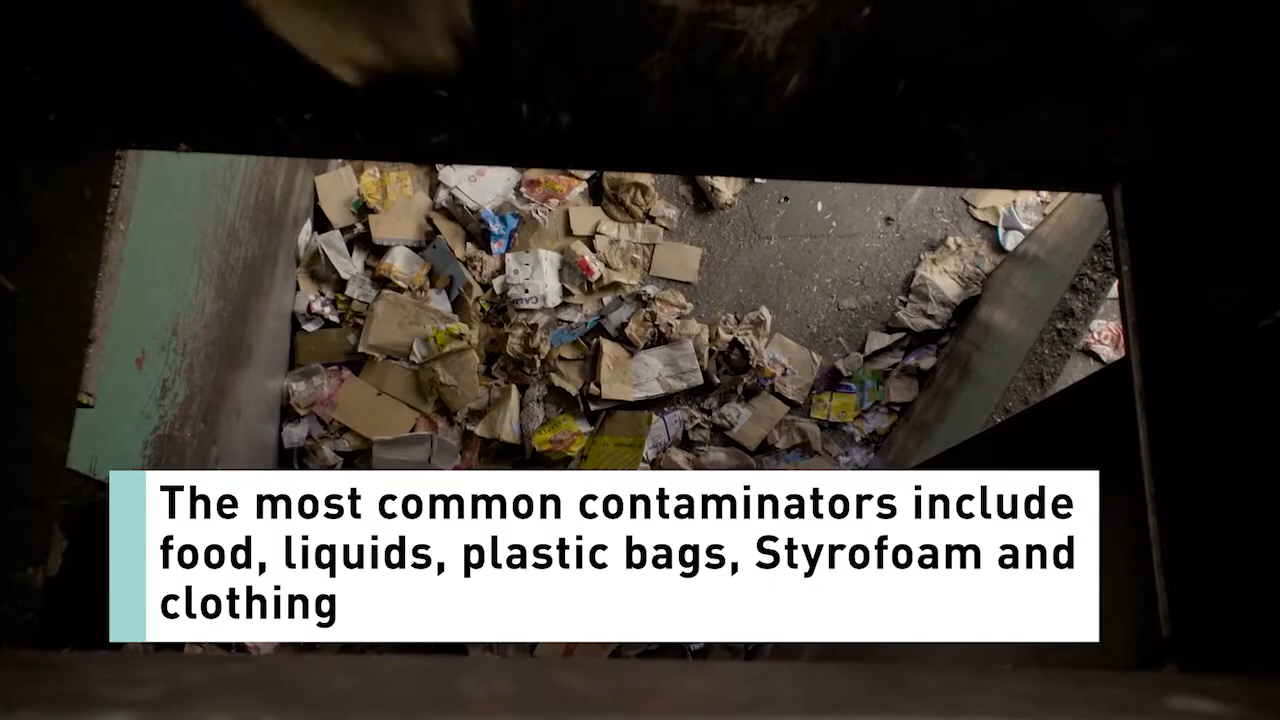 The most common contaminators include
food, liquids, plastic bags, Styrofoam and
clothing